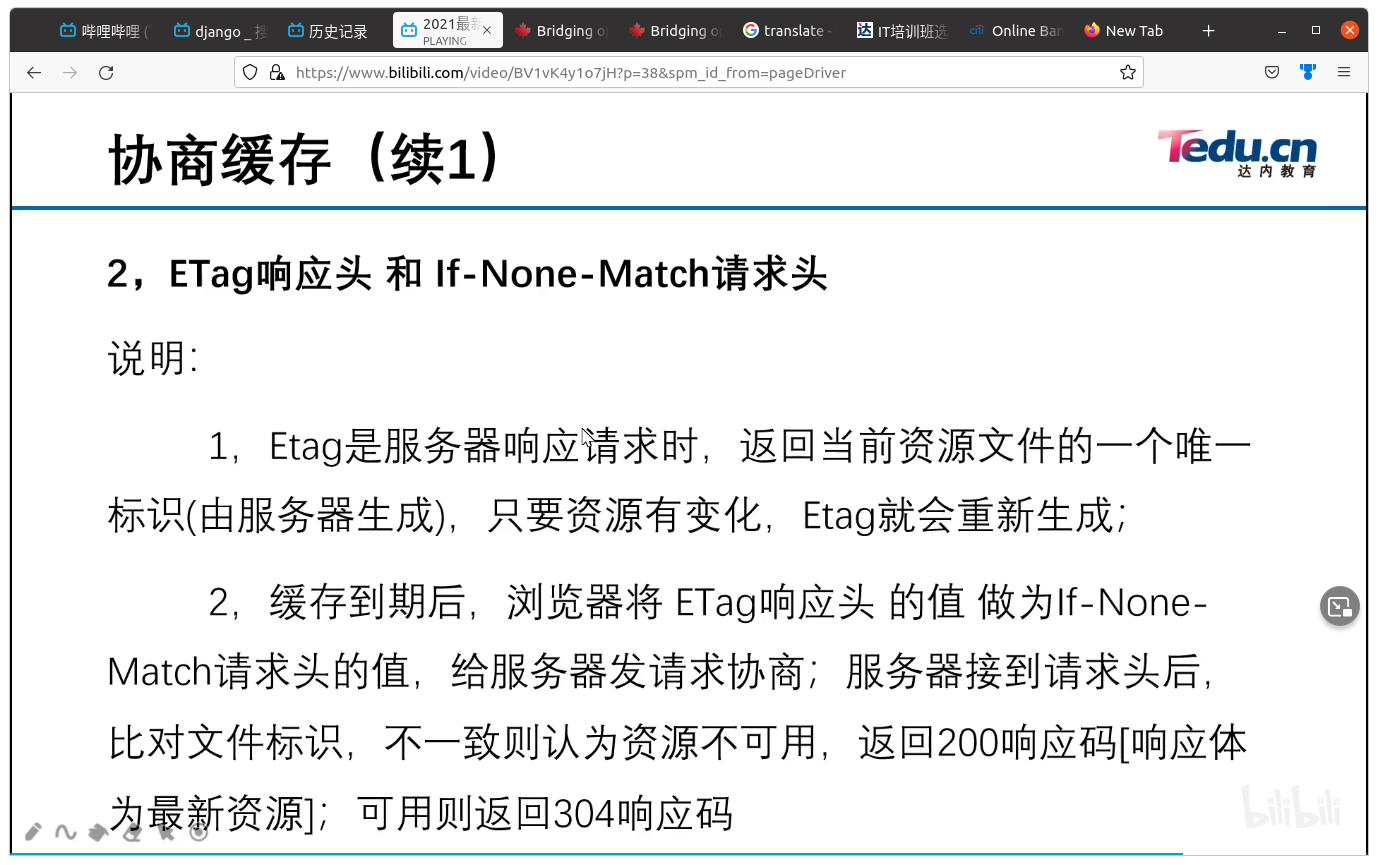 哔哩哔哩 (
django _ 搜
历史记录
2021最新
PLAYING
Bridging o
Bridging o
translate -
IT培训班选
citi
Online Ban
New Tab
https://www.bilibili.com/video/BV1vK4y1o7jH?p=38&spm_id_from=pageDriver
协商缓存（续1）
Tedu.cn
达内教育
2，ETag响应头 和 If-None-Match请求头
说明：
1，Etag是服务器响应请求时，返回当前资源文件的一个唯一
标识(由服务器生成)，只要资源有变化，Etag就会重新生成；
2，缓存到期后，浏览器将 ETag响应头 的值 做为If-None-
Match请求头的值，给服务器发请求协商；服务器接到请求头后，
比对文件标识，不一致则认为资源不可用，返回200响应码[响应体
为最新资源]；可用则返回304响应码
bilibili